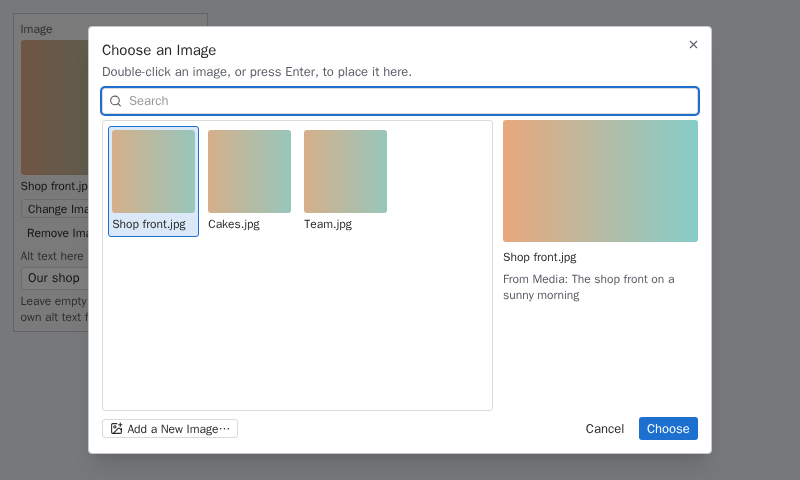 Image
Shop front.jp
Change Ima
Remove Ima
Alt text here
Our shop
Leave empty
own alt text f
Choose an Image
Double-click an image, or press Enter, to place it here.
Search
Shop front.jpg
Cakes.jpg
Team.jpg
Shop front.jpg
From Media: The shop front on a
sunny morning
Add a New Image…
Cancel
Choose